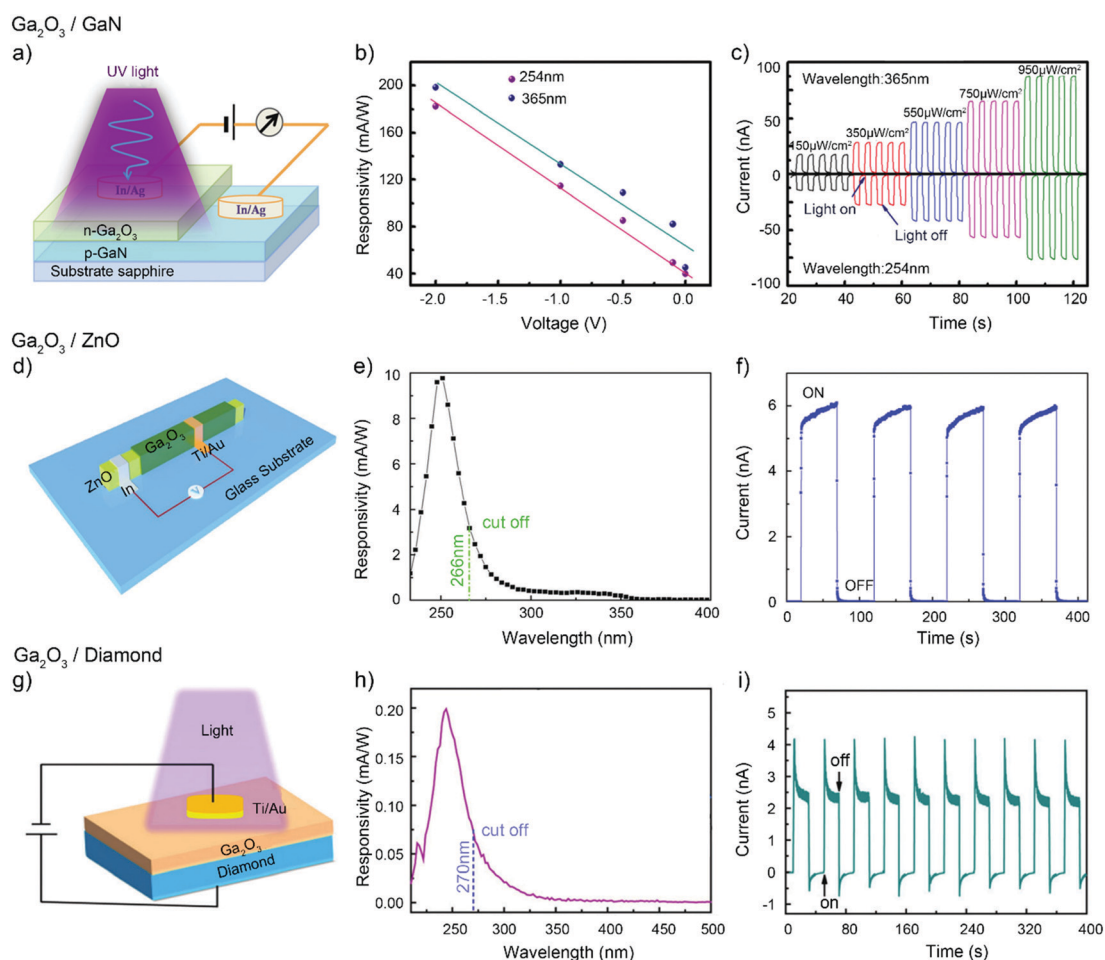 Ga₂O₃ / GaN
a)
UV light
In/Ag
In/Ag
n-Ga₂O₃
p-GaN
Substrate sapphire
b)
Responsivity (mA/W)
200
160
120
80
40
254nm
365nm
-2.0
-1.5
-1.0
-0.5
0.0
Voltage (V)
c)
Current (nA)
100
50
0
-50
-100
Wavelength:365nm
150μW/cm²
350μW/cm²
550μW/cm²
750μW/cm²
950μW/cm²
Light on
Light off
Wavelength:254nm
20
40
60
80
100
120
Time (s)
Ga₂O₃ / ZnO
d)
ZnO
In
Ga₂O₃
Ti/Au
V
Glass Substrate
e)
Responsivity (mA/W)
10
8
6
4
2
0
cut off
266nm
250
300
350
400
Wavelength (nm)
f)
Current (nA)
6
4
2
0
ON
OFF
0
100
200
300
400
Time (s)
Ga₂O₃ / Diamond
g)
Light
Ti/Au
Ga₂O₃
Diamond
h)
Responsivity (mA/W)
0.20
0.15
0.10
0.05
0.00
cut off
270nm
250
300
350
400
450
500
Wavelength (nm)
i)
Current (nA)
5
4
3
2
1
0
-1
off
on
0
80
160
240
320
400
Time (s)